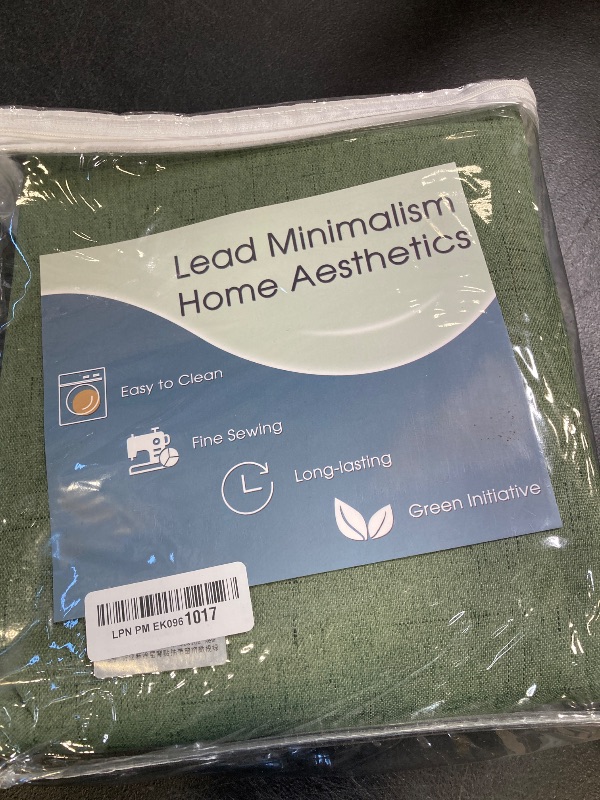 Lead Minimalism
Home Aesthetics
Easy to Clean
Fine Sewing
Long-lasting
Green Initiative
LPN PM EK0961017